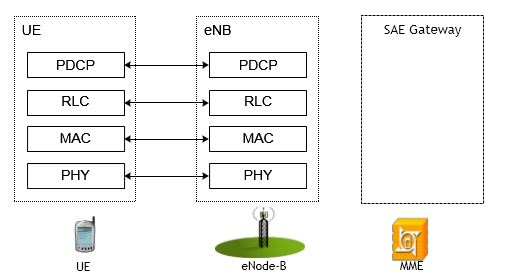 UE eNB SAE Gateway
PDCP PDCP
RLC RLC
MAC MAC
PHY PHY
UE eNode-B MME